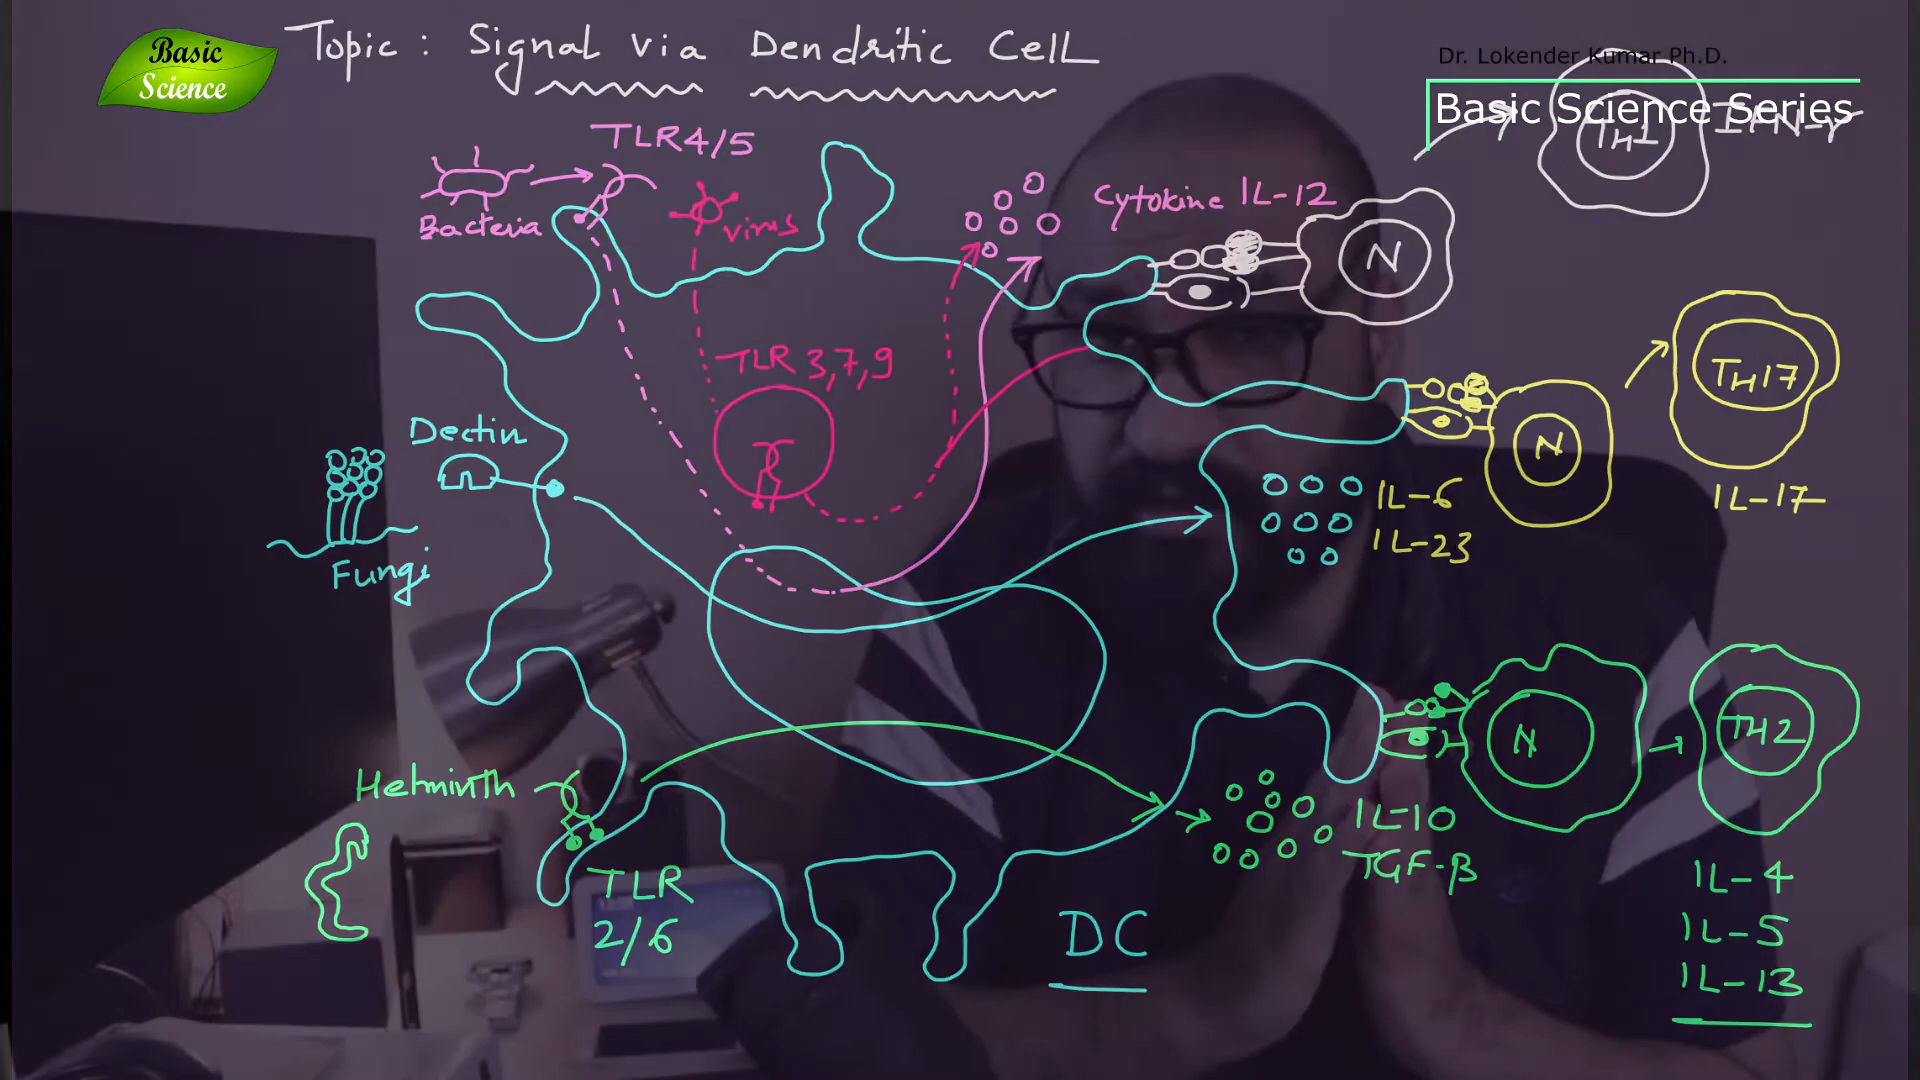 Basic
Science
Topic : Signal via Dendritic Cell
Dr. Lokender Kumar Ph.D.
Basic Science Series
TH1
IFN-γ
TLR4/5
Bacteria
virus
Cytokine IL-12
N
TLR 3,7,9
TH17
IL-17
N
Dectin
Fungi
IL-6
IL-23
Helminth
TLR
2/6
N
TH2
IL-10
TGF-β
DC
IL-4
IL-5
IL-13